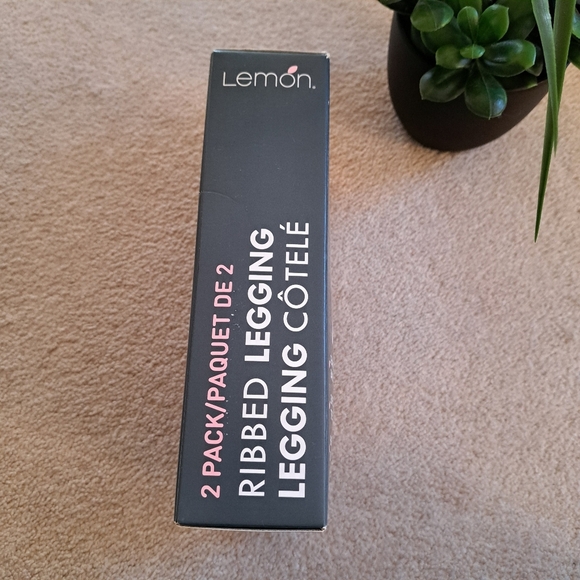 Lemon®
2 PACK/PAQUET DE 2
RIBBED LEGGING
LEGGING CÔTELÉ